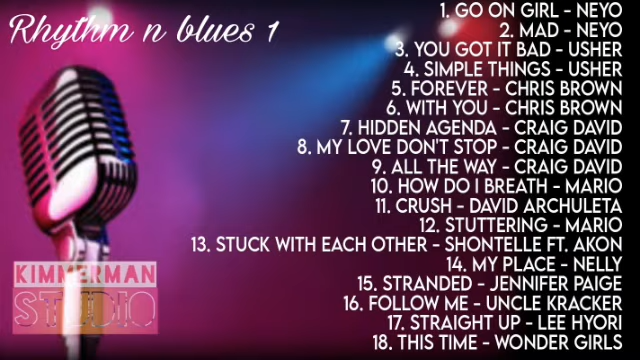 Rhythm n blues 1
1. GO ON GIRL - NEYO
2. MAD - NEYO
3. YOU GOT IT BAD - USHER
4. SIMPLE THINGS - USHER
5. FOREVER - CHRIS BROWN
6. WITH YOU - CHRIS BROWN
7. HIDDEN AGENDA - CRAIG DAVID
8. MY LOVE DON'T STOP - CRAIG DAVID
9. ALL THE WAY - CRAIG DAVID
10. HOW DO I BREATH - MARIO
11. CRUSH - DAVID ARCHULETA
12. STUTTERING - MARIO
13. STUCK WITH EACH OTHER - SHONTELLE FT. AKON
14. MY PLACE - NELLY
15. STRANDED - JENNIFER PAIGE
16. FOLLOW ME - UNCLE KRACKER
17. STRAIGHT UP - LEE HYORI
18. THIS TIME - WONDER GIRLS
KIMMERMAN
STUDIO